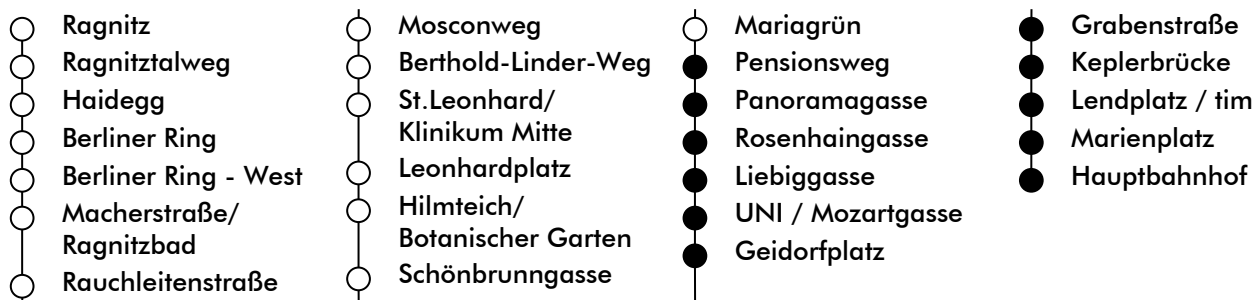 Ragnitz
Ragnitztalweg
Haidegg
Berliner Ring
Berliner Ring - West
Macherstraße/
Ragnitzbad
Rauchleitenstraße
Mosconweg
Berthold-Linder-Weg
St.Leonhard/
Klinikum Mitte
Leonhardplatz
Hilmteich/
Botanischer Garten
Schönbrunngasse
Mariagrün
Pensionsweg
Panoramagasse
Rosenhaingasse
Liebiggasse
UNI / Mozartgasse
Geidorfplatz
Grabenstraße
Keplerbrücke
Lendplatz / tim
Marienplatz
Hauptbahnhof